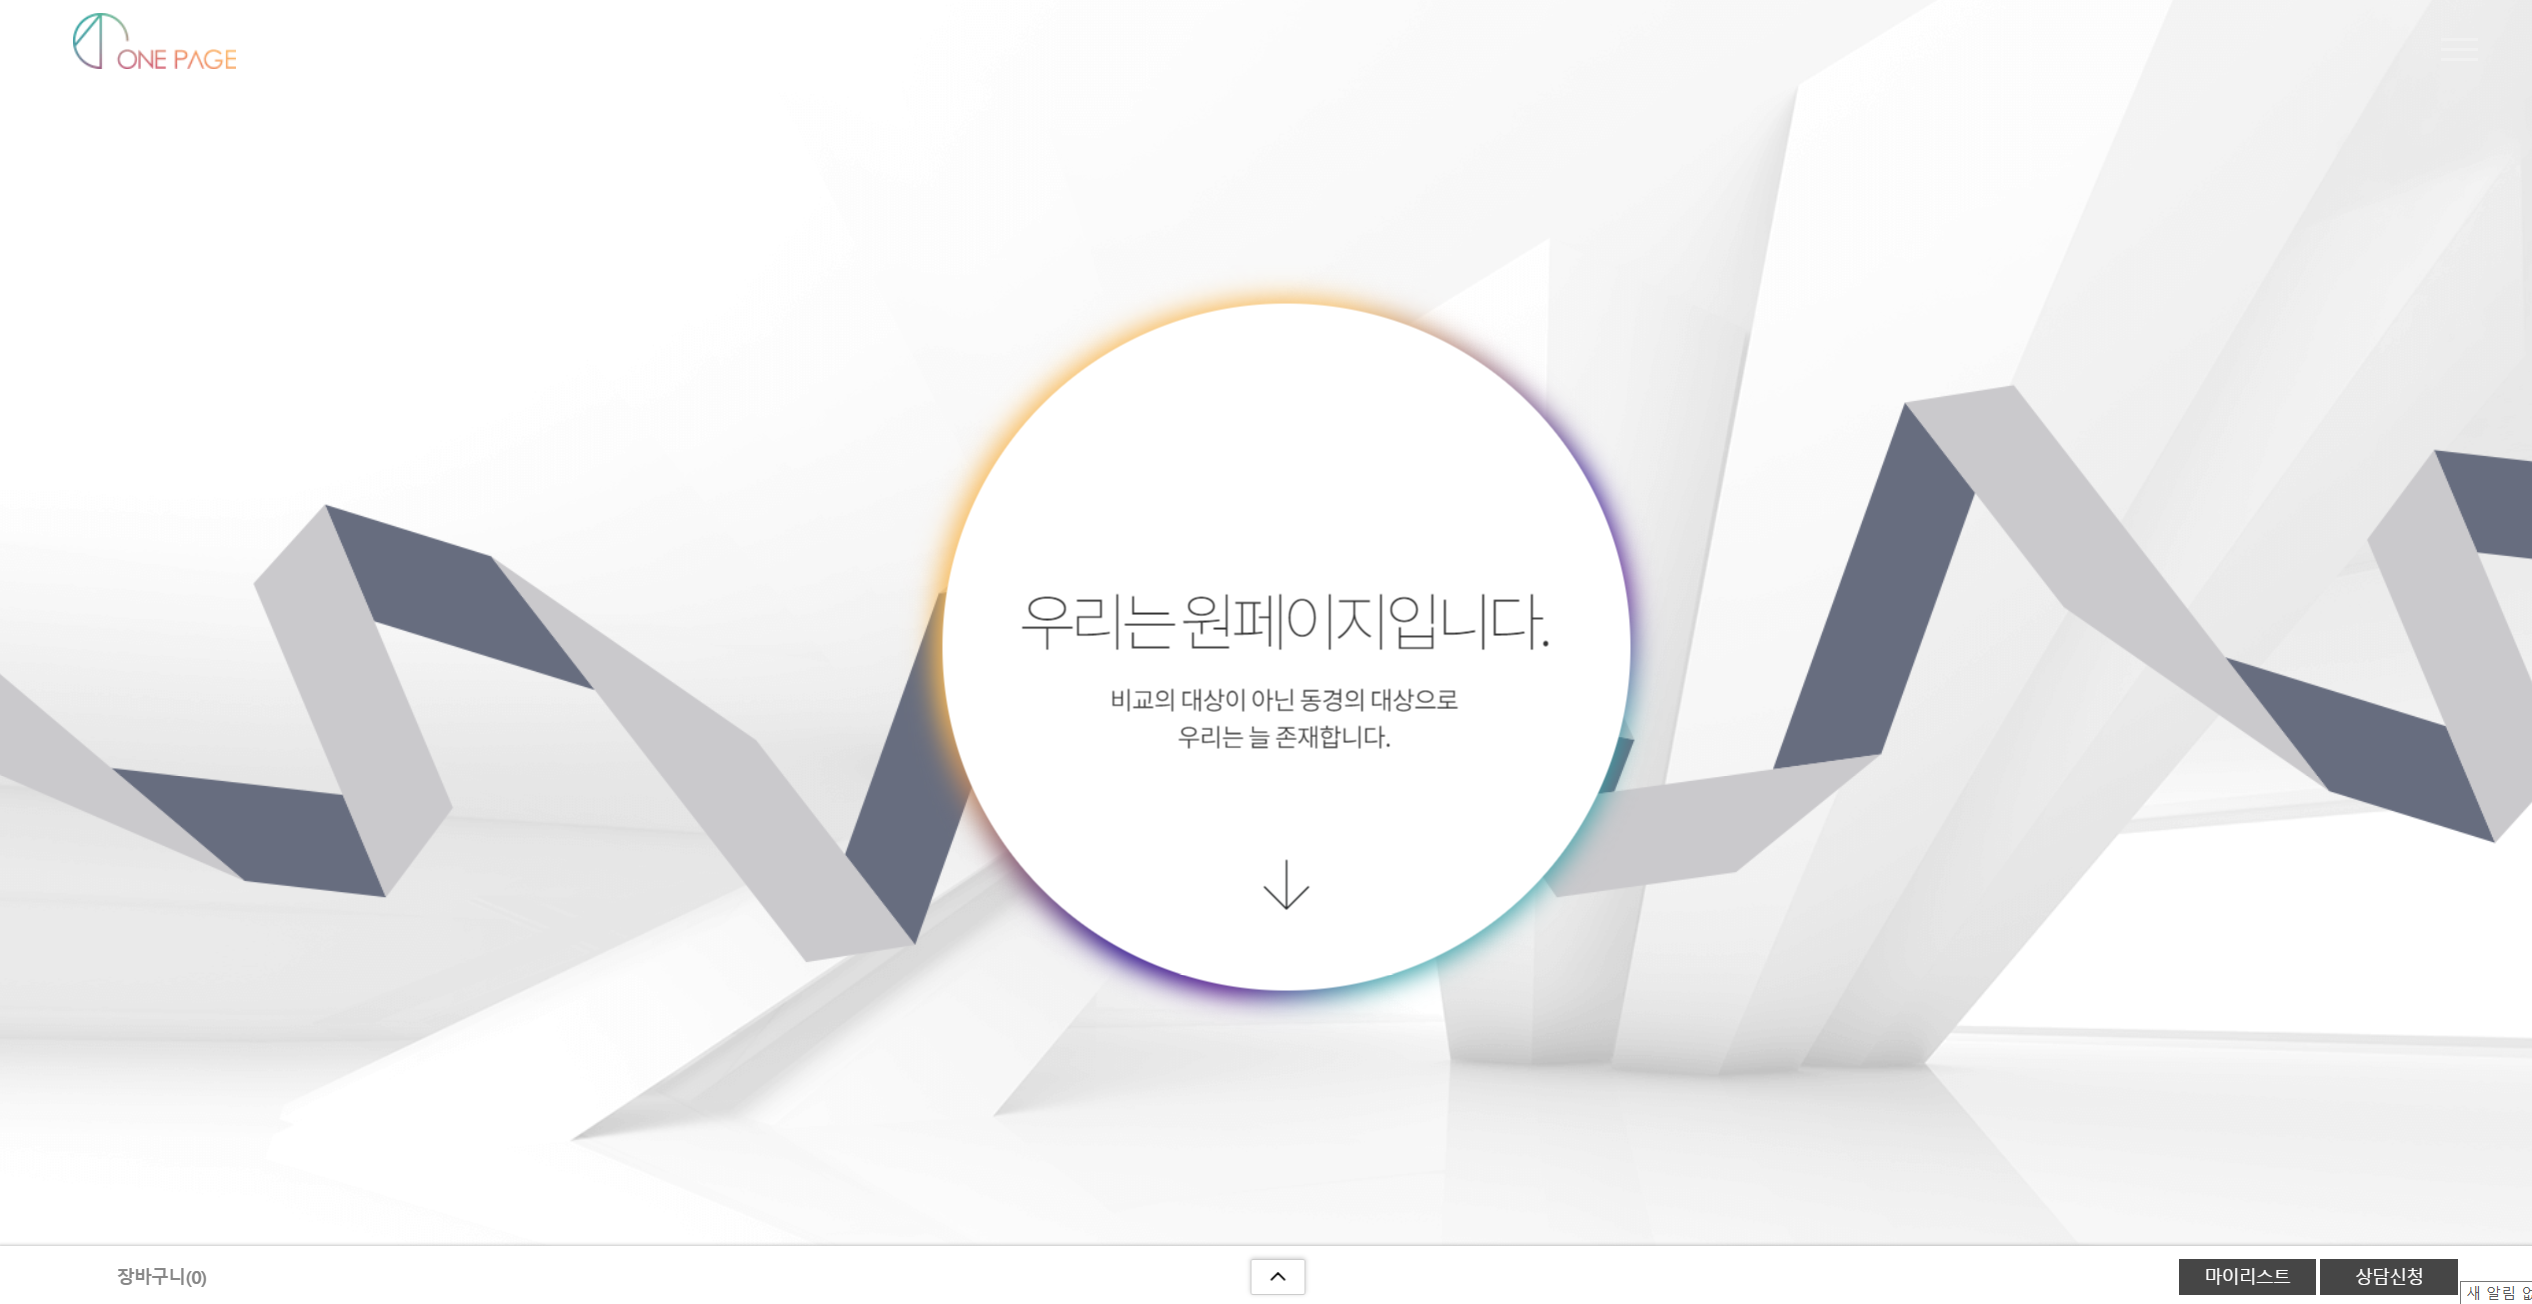 ONE PAGE
우리는 원페이지입니다.
비교의 대상이 아닌 동경의 대상으로
우리는 늘 존재합니다.
장바구니(0)
마이리스트
상담신청
새 알림